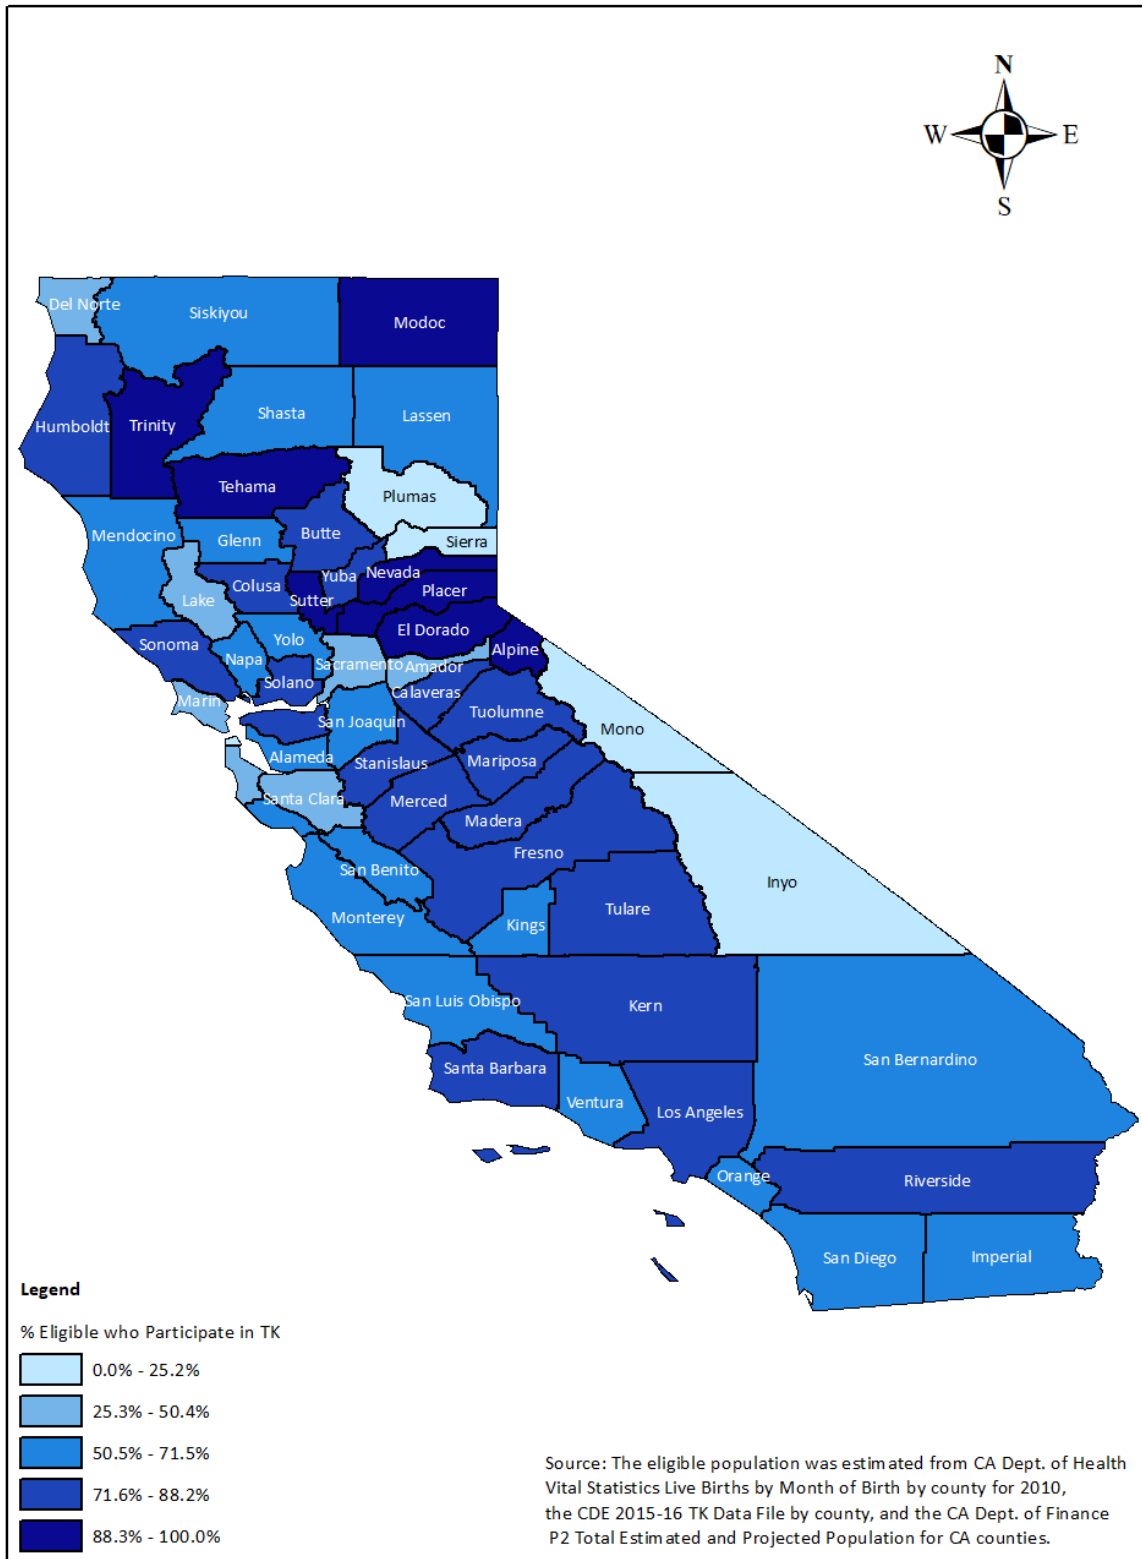 N
W
E
S
Del Norte
Siskiyou
Modoc
Humboldt
Trinity
Shasta
Lassen
Tehama
Plumas
Mendocino
Glenn
Butte
Sierra
Lake
Colusa
Yuba
Nevada
Sutter
Placer
El Dorado
Sonoma
Napa
Yolo
Sacramento
Amador
Alpine
Solano
Marin
Calaveras
San Joaquin
Tuolumne
Mono
Alameda
Stanislaus
Mariposa
Santa Clara
Merced
Madera
Fresno
San Benito
Inyo
Monterey
Kings
Tulare
San Luis Obispo
Kern
San Bernardino
Santa Barbara
Ventura
Los Angeles
Orange
Riverside
San Diego
Imperial
Legend
% Eligible who Participate in TK
0.0% - 25.2%
25.3% - 50.4%
50.5% - 71.5%
71.6% - 88.2%
88.3% - 100.0%
Source: The eligible population was estimated from CA Dept. of Health
Vital Statistics Live Births by Month of Birth by county for 2010,
the CDE 2015-16 TK Data File by county, and the CA Dept. of Finance
P2 Total Estimated and Projected Population for CA counties.